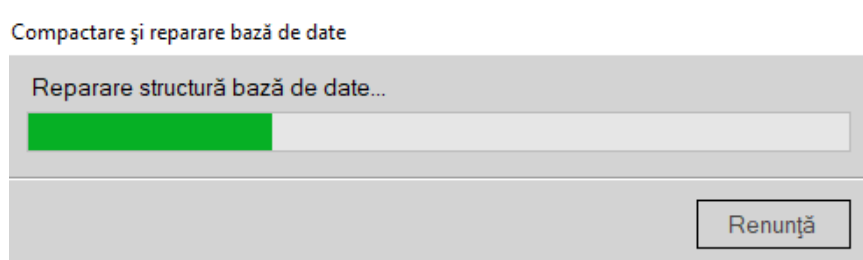 Compactare şi reparare bază de date
Reparare structură bază de date...
Renunţă